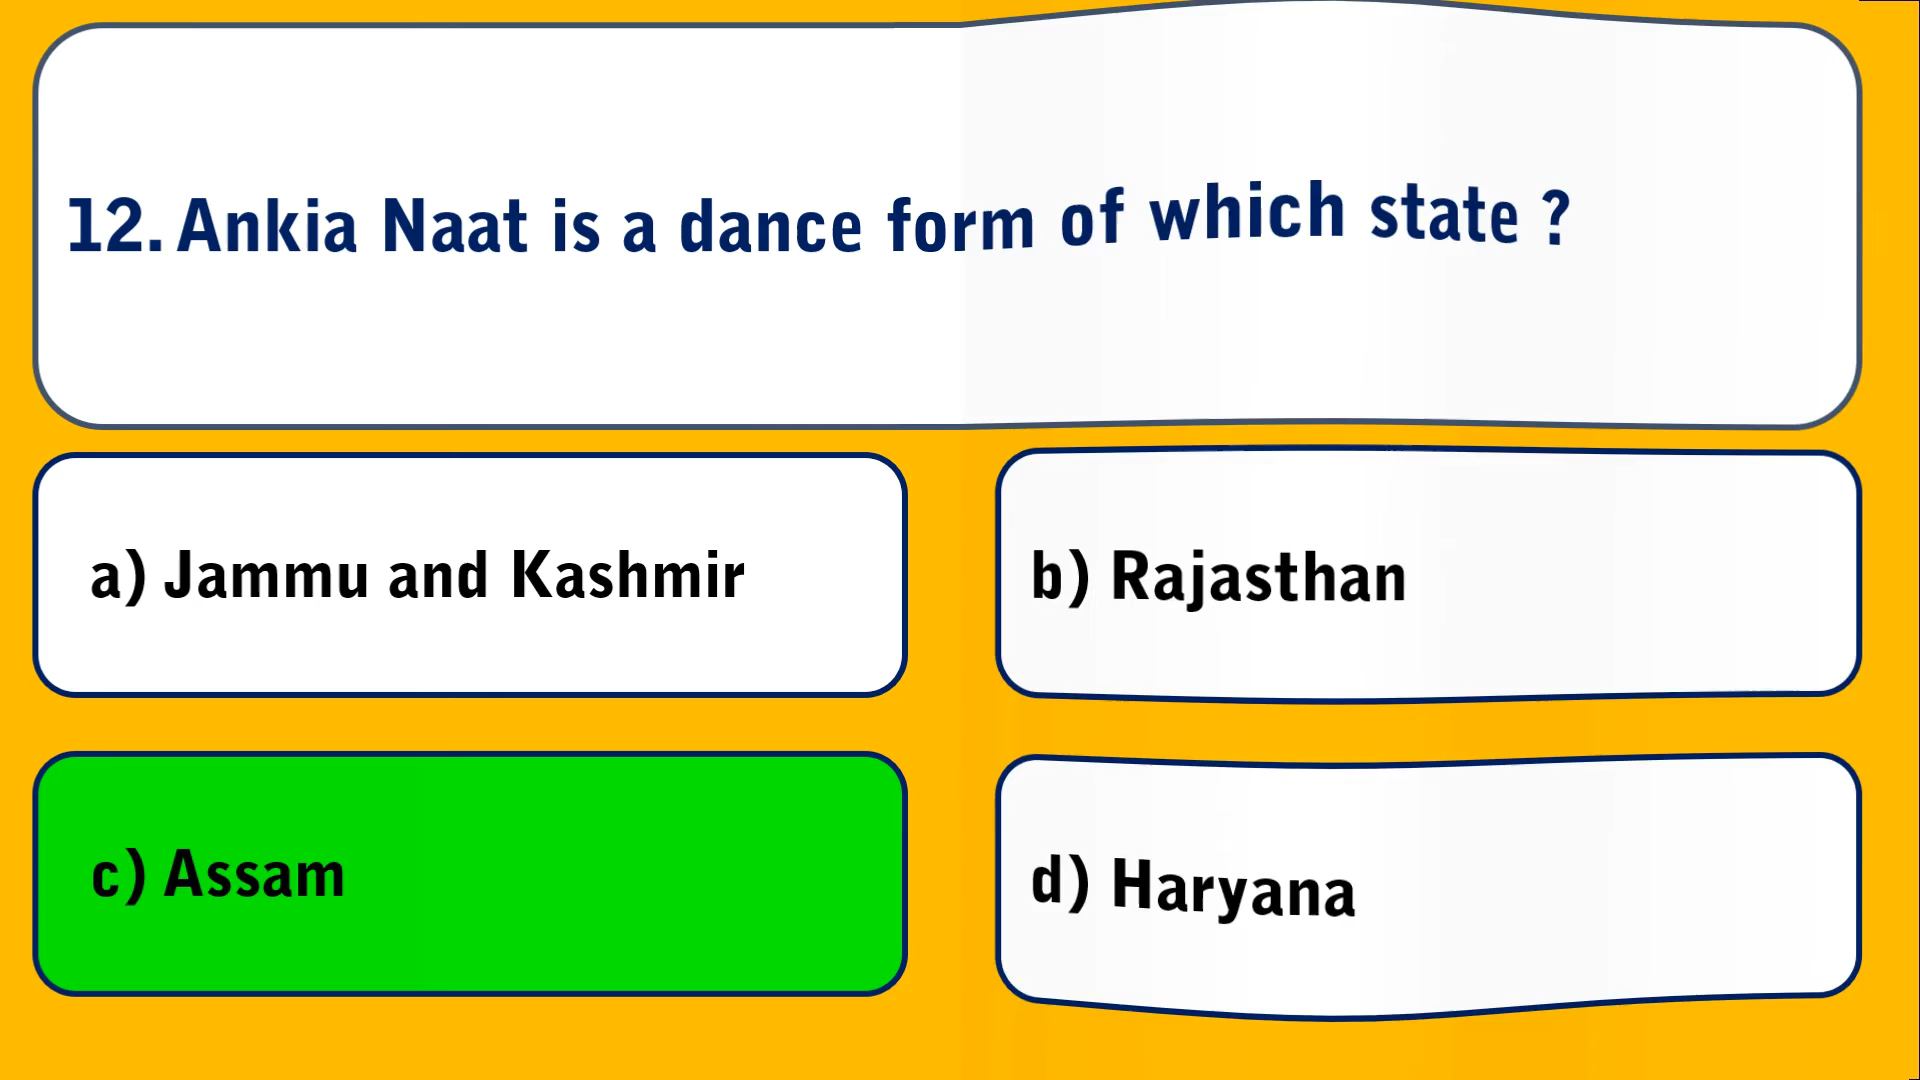 12. Ankia Naat is a dance form of which state ?
a) Jammu and Kashmir
b) Rajasthan
c) Assam
d) Haryana